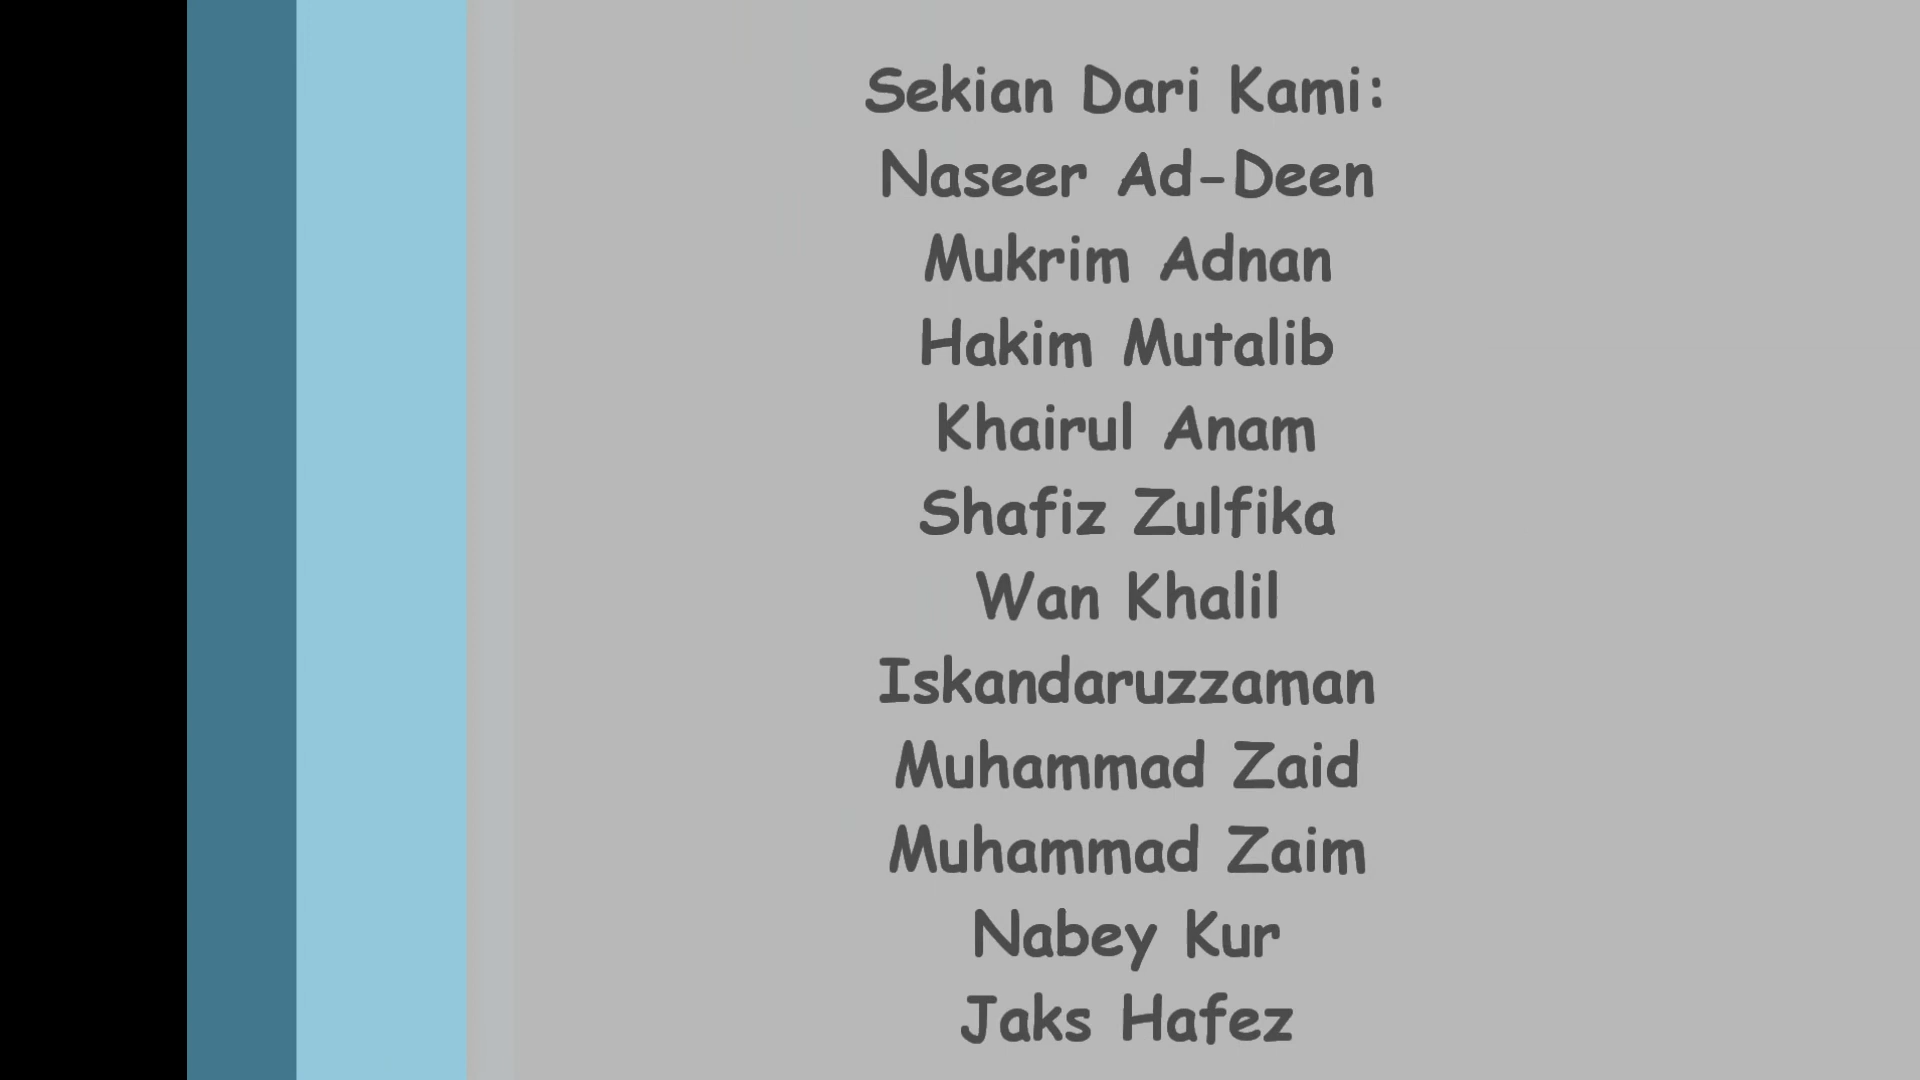 Sekian Dari Kami:
Naseer Ad-Deen
Mukrim Adnan
Hakim Mutalib
Khairul Anam
Shafiz Zulfika
Wan Khalil
Iskandaruzzaman
Muhammad Zaid
Muhammad Zaim
Nabey Kur
Jaks Hafez